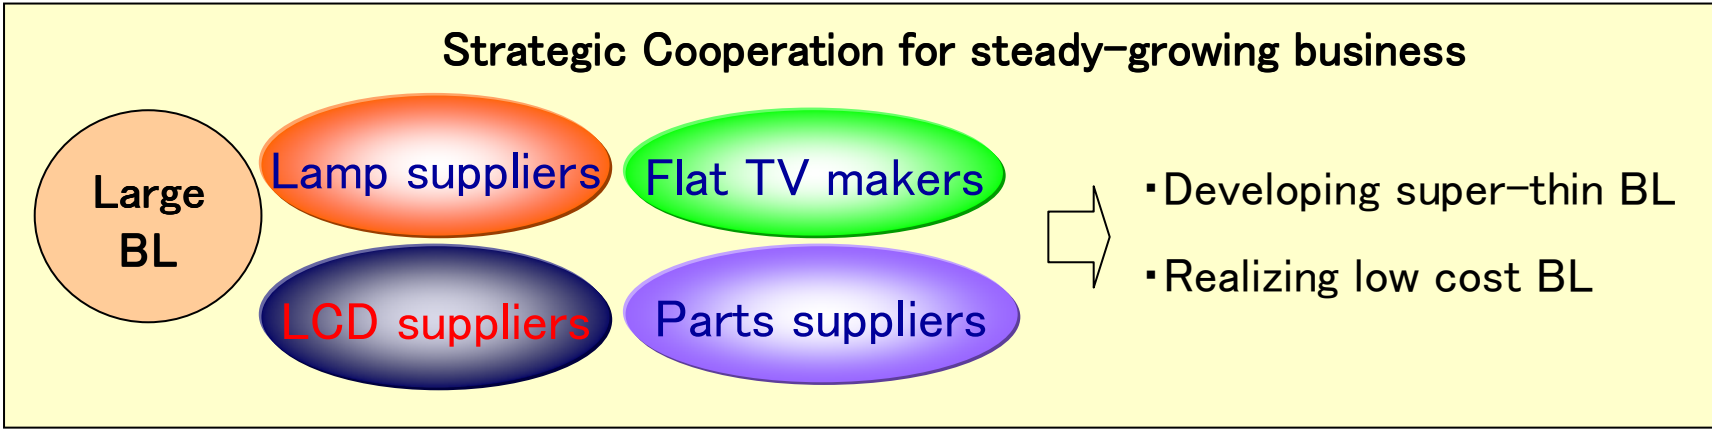 Strategic Cooperation for steady-growing business
Large
BL
Lamp suppliers
Flat TV makers
LCD suppliers
Parts suppliers
・Developing super-thin BL
・Realizing low cost BL